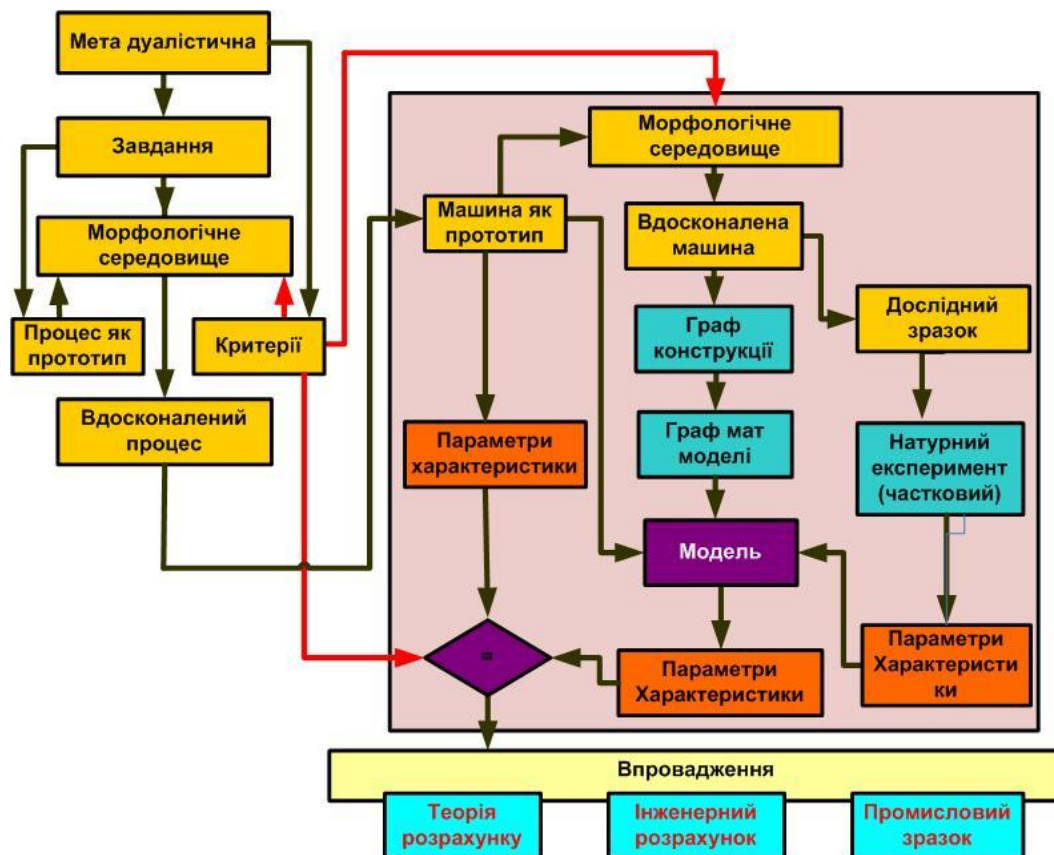 Мета дуалістична
Завдання
Морфологічне
середовище
Процес як
прототип
Критерії
Вдосконалений
процес
Морфологічне
середовище
Машина як
прототип
Вдосконалена
машина
Дослідний
зразок
Граф
конструкції
Параметри
характеристики
Граф мат
моделі
Натурний
експеримент
(частковий)
Модель
=
Параметри
Характеристики
Параметри
Характеристи
ки
Впровадження
Теорія
розрахунку
Інженерний
розрахунок
Промисловий
зразок